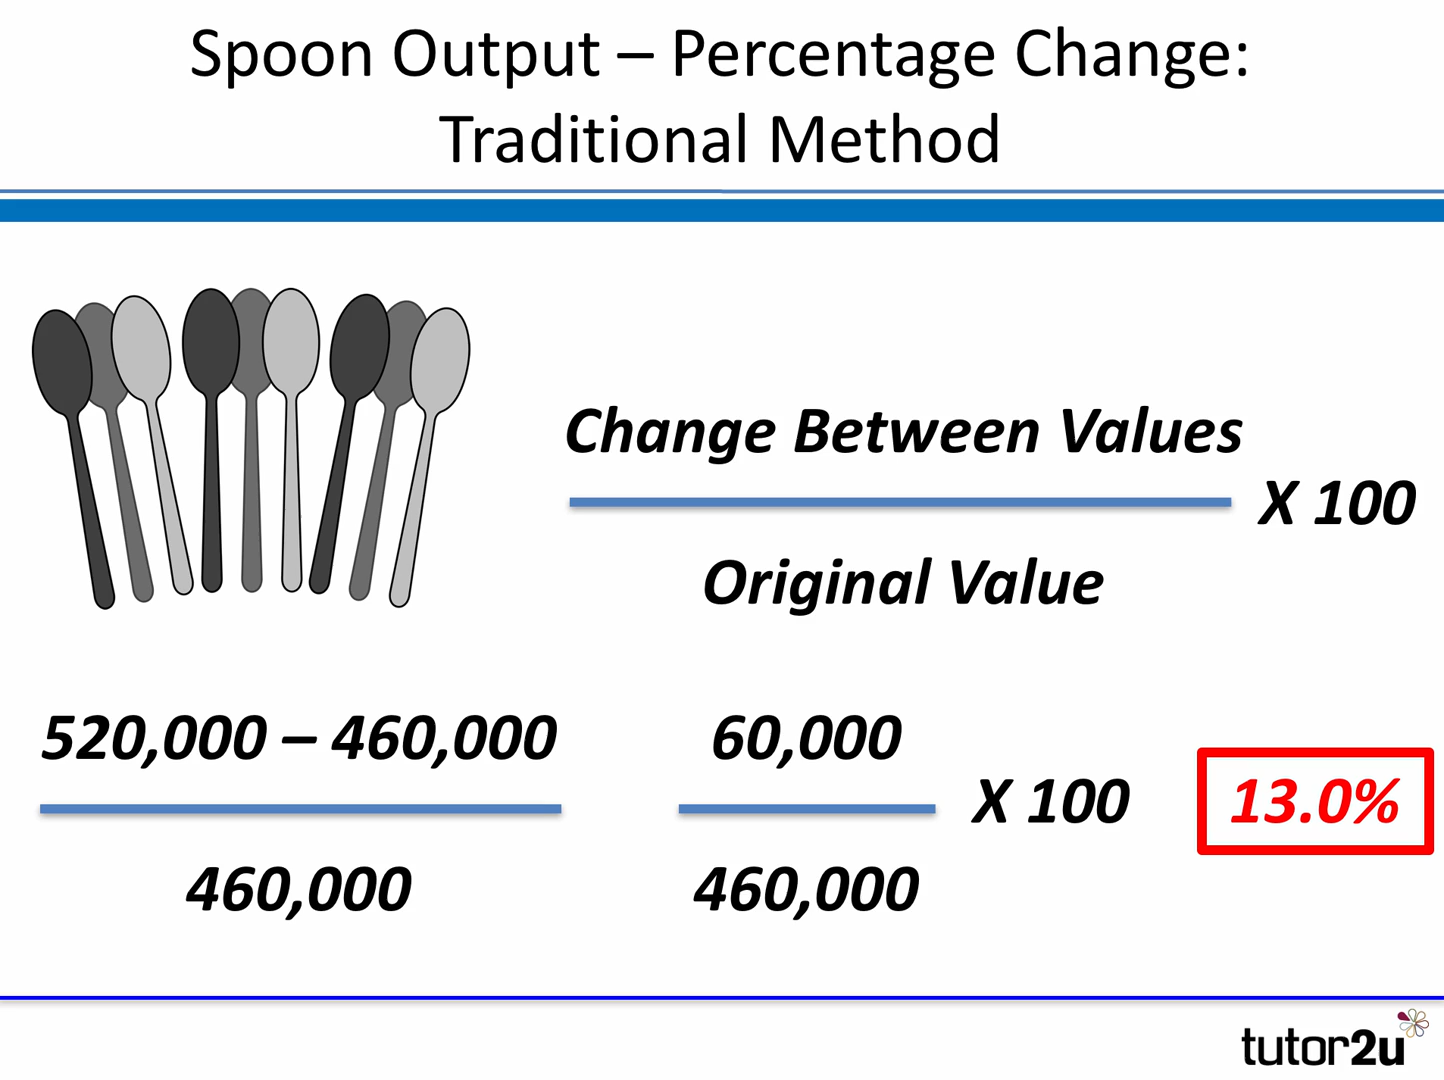 Spoon Output – Percentage Change:
Traditional Method
Change Between Values
X 100
Original Value
520,000 – 460,000
460,000
60,000
460,000
X 100
13.0%
tutor2u